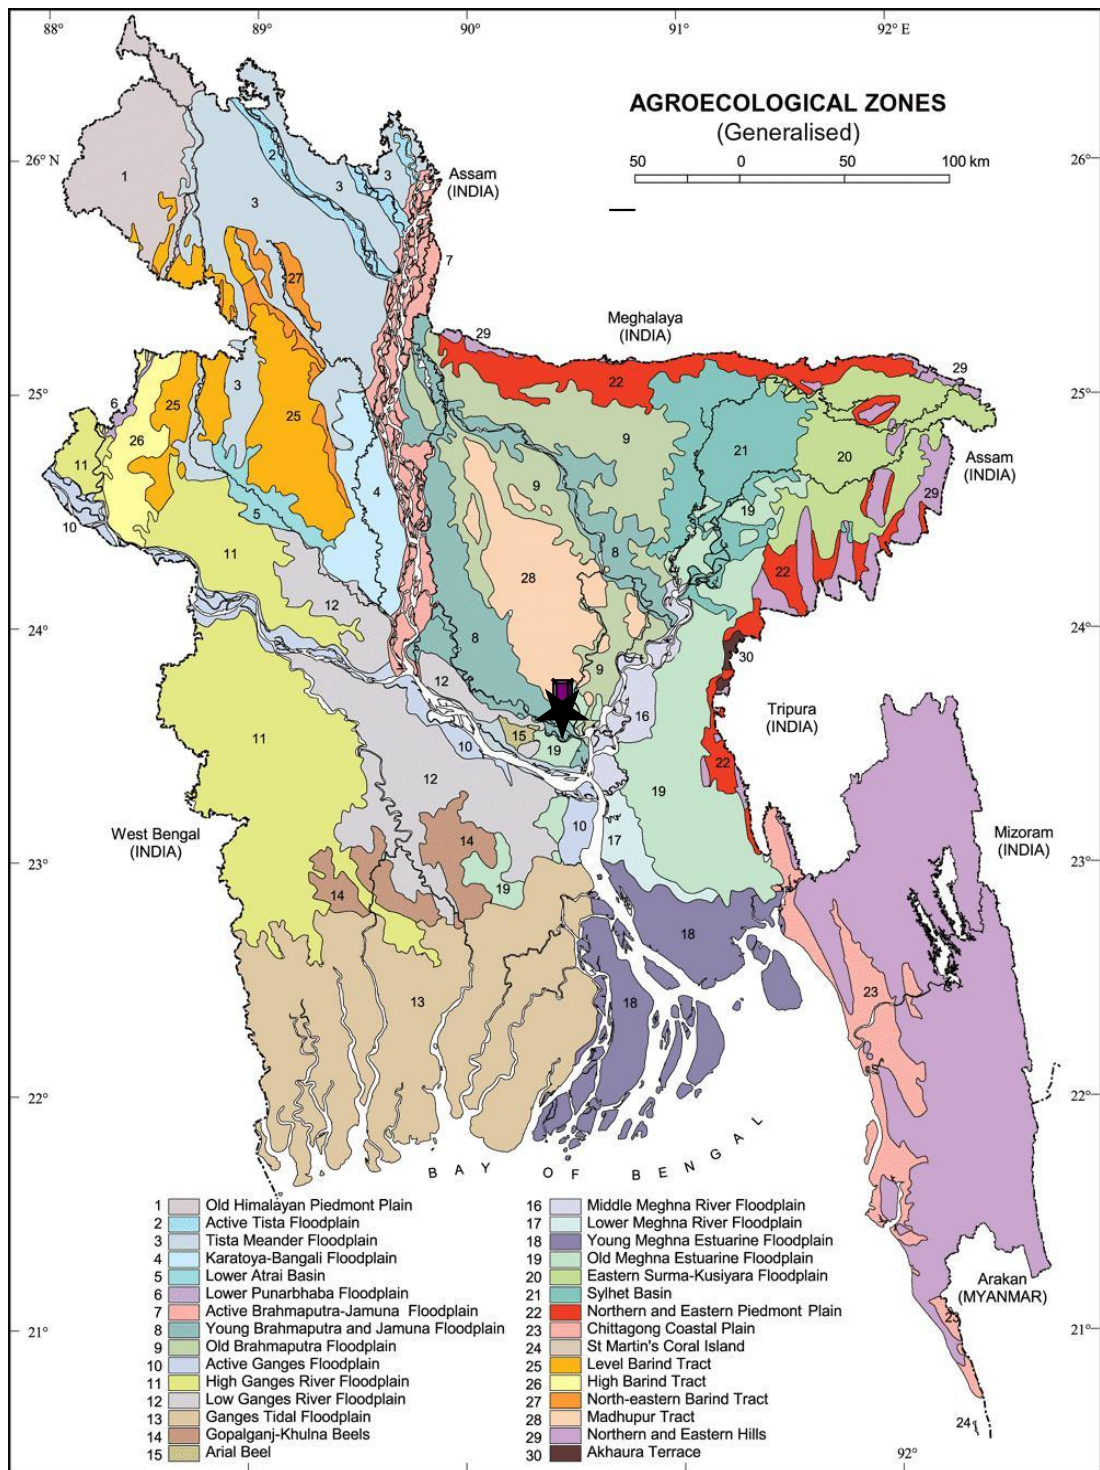 88°
89°
90°
91°
92° E
AGROECOLOGICAL ZONES
(Generalised)
50
0
50
100 km
26° N
26°
Assam
(INDIA)
1
2
3
3
3
7
27
Meghalaya
(INDIA)
29
29
22
25°
25°
6
25
3
25
26
11
9
21
20
Assam
(INDIA)
10
5
4
9
19
29
11
8
28
22
12
24°
24°
8
9
30
12
16
Tripura
(INDIA)
11
15
19
10
22
12
19
West Bengal
(INDIA)
10
17
Mizoram
(INDIA)
14
23°
23°
19
14
18
18
13
23
22°
22°
BAY OF BENGAL
Arakan
(MYANMAR)
23
21°
21°
24
92°
1 Old Himalayan Piedmont Plain
2 Active Tista Floodplain
3 Tista Meander Floodplain
4 Karatoya-Bangali Floodplain
5 Lower Atrai Basin
6 Lower Punarbhaba Floodplain
7 Active Brahmaputra-Jamuna Floodplain
8 Young Brahmaputra and Jamuna Floodplain
9 Old Brahmaputra Floodplain
10 Active Ganges Floodplain
11 High Ganges River Floodplain
12 Low Ganges River Floodplain
13 Ganges Tidal Floodplain
14 Gopalganj-Khulna Beels
15 Arial Beel
16 Middle Meghna River Floodplain
17 Lower Meghna River Floodplain
18 Young Meghna Estuarine Floodplain
19 Old Meghna Estuarine Floodplain
20 Eastern Surma-Kusiyara Floodplain
21 Sylhet Basin
22 Northern and Eastern Piedmont Plain
23 Chittagong Coastal Plain
24 St Martin's Coral Island
25 Level Barind Tract
26 High Barind Tract
27 North-eastern Barind Tract
28 Madhupur Tract
29 Northern and Eastern Hills
30 Akhaura Terrace